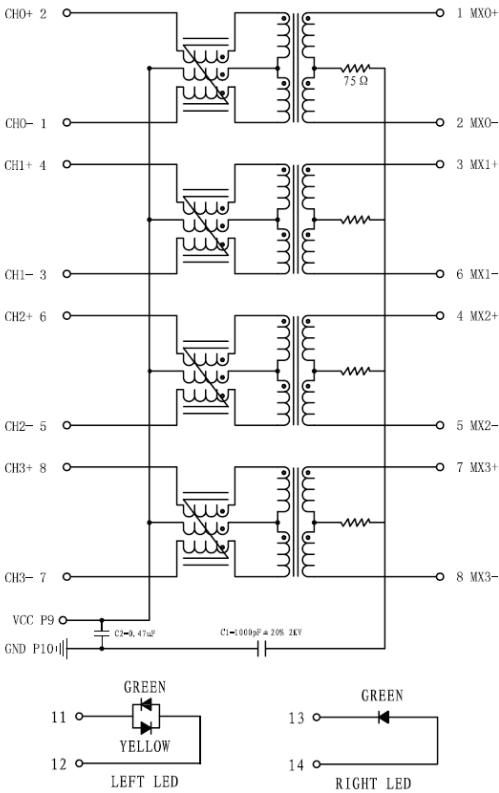 CH0+ 2
1 MX0+
75Ω
CH0- 1
2 MX0-
CH1+ 4
3 MX1+
CH1- 3
6 MX1-
CH2+ 6
4 MX2+
CH2- 5
5 MX2-
CH3+ 8
7 MX3+
CH3- 7
8 MX3-
VCC P9
C2=0.47uF
C1=1000pF±20% 2KV
GND P10
GREEN
GREEN
11
13
YELLOW
12
14
LEFT LED
RIGHT LED